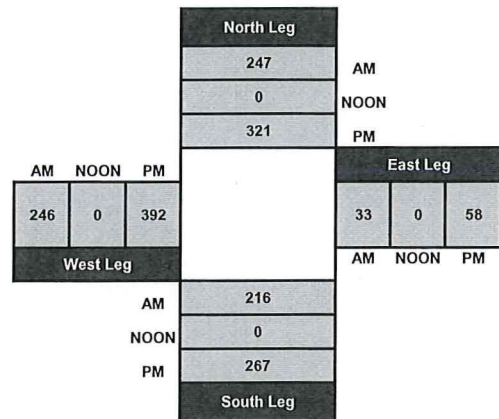 North Leg
247
AM
0
NOON
321
PM
AM NOON PM
East Leg
246 0 392
33 0 58
West Leg
AM NOON PM
AM
216
NOON
0
PM
267
South Leg